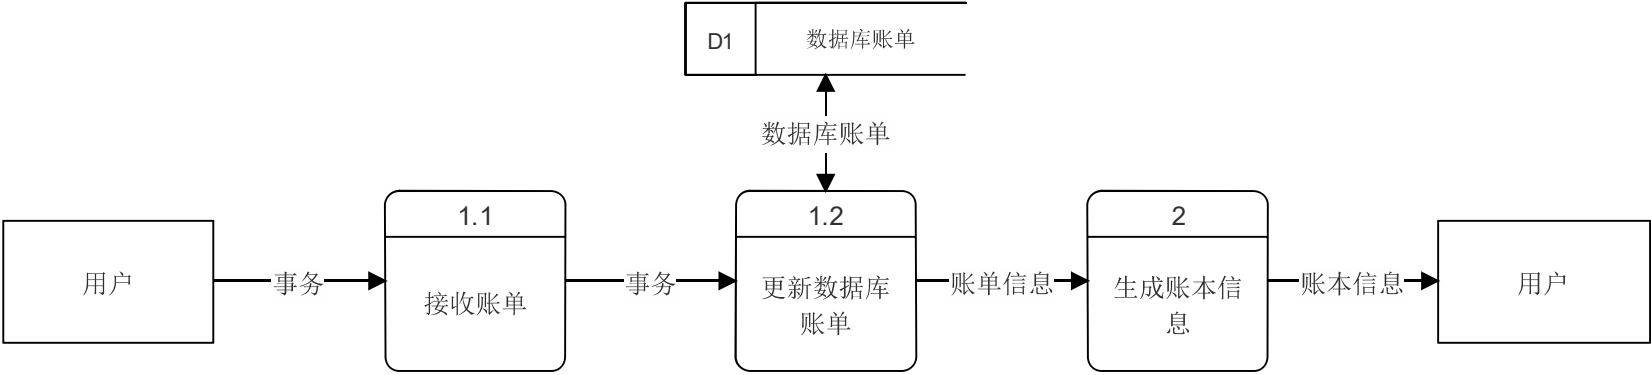 D1
数据库账单
数据库账单
1.1
1.2
2
用户
事务
接收账单
事务
更新数据库
账单
账单信息
生成账本信
息
账本信息
用户